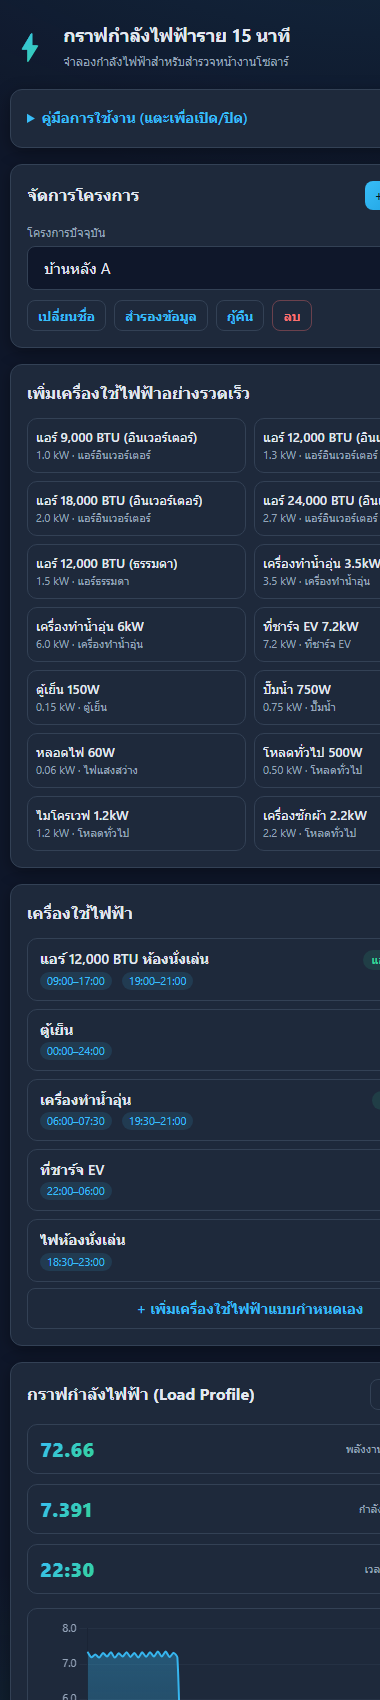 กราฟกำลังไฟฟ้าราย 15 นาที
จำลองกำลังไฟฟ้าสำหรับสำรวจหน้างานโซลาร์
▶ คู่มือการใช้งาน (แตะเพื่อเปิด/ปิด)
จัดการโครงการ
+
โครงการปัจจุบัน
บ้านหลัง A
เปลี่ยนชื่อ สำรองข้อมูล กู้คืน ลบ
เพิ่มเครื่องใช้ไฟฟ้าอย่างรวดเร็ว
แอร์ 9,000 BTU (อินเวอร์เตอร์)
1.0 kW · แอร์อินเวอร์เตอร์
แอร์ 12,000 BTU
1.3 kW · แอร์อินเวอร์เตอร์
แอร์ 18,000 BTU (อินเวอร์เตอร์)
2.0 kW · แอร์อินเวอร์เตอร์
แอร์ 24,000 BTU
2.7 kW · แอร์อินเวอร์เตอร์
แอร์ 12,000 BTU (ธรรมดา)
1.5 kW · แอร์ธรรมดา
เครื่องทำน้ำอุ่น 3.5kW
3.5 kW · เครื่องทำน้ำอุ่น
เครื่องทำน้ำอุ่น 6kW
6.0 kW · เครื่องทำน้ำอุ่น
ที่ชาร์จ EV 7.2kW
7.2 kW · ที่ชาร์จ EV
ตู้เย็น 150W
0.15 kW · ตู้เย็น
ปั๊มน้ำ 750W
0.75 kW · ปั๊มน้ำ
หลอดไฟ 60W
0.06 kW · ไฟแสงสว่าง
โหลดทั่วไป 500W
0.50 kW · โหลดทั่วไป
ไมโครเวฟ 1.2kW
1.2 kW · โหลดทั่วไป
เครื่องซักผ้า 2.2kW
2.2 kW · โหลดทั่วไป
เครื่องใช้ไฟฟ้า
แอร์ 12,000 BTU ห้องนั่งเล่น
09:00–17:00 19:00–21:00
ตู้เย็น
00:00–24:00
เครื่องทำน้ำอุ่น
06:00–07:30 19:30–21:00
ที่ชาร์จ EV
22:00–06:00
ไฟห้องนั่งเล่น
18:30–23:00
+ เพิ่มเครื่องใช้ไฟฟ้าแบบกำหนดเอง
กราฟกำลังไฟฟ้า (Load Profile)
72.66
7.391
22:30
8.0
7.0
6.0